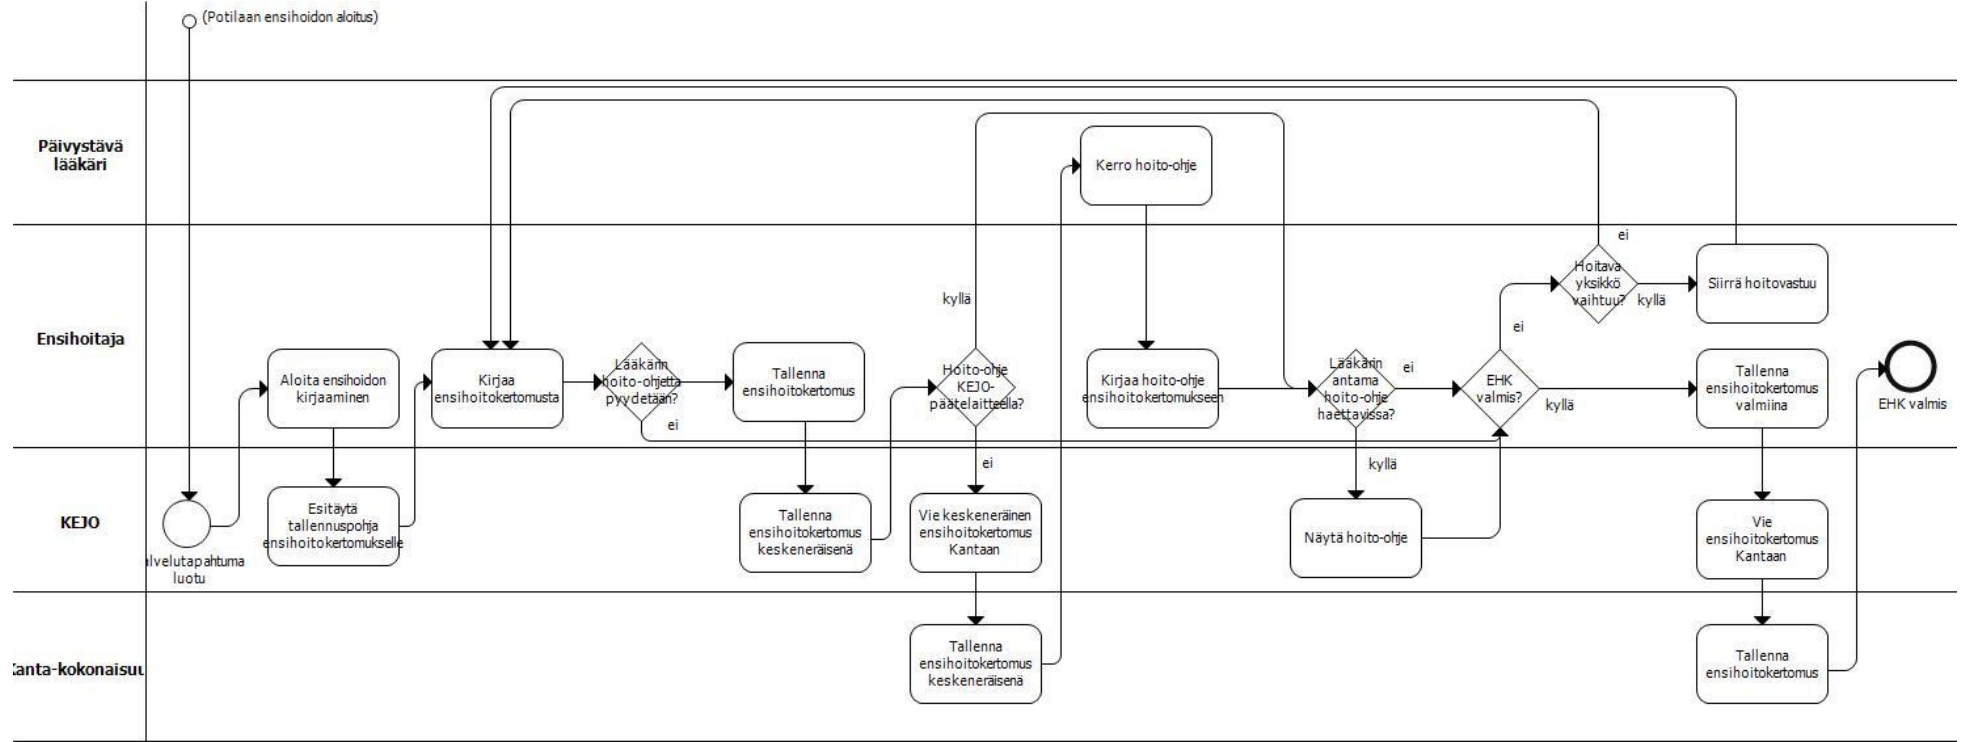 (Potilaan ensihoidon aloitus)
Päivystävä
lääkäri
Kerro hoito-ohje
Ensihoitaja
Aloita ensihoidon
kirjaaminen
Kirjaa
ensihoitokertomusta
Lääkärin
hoito-ohjetta
pyydetään?
ei
Tallenna
ensihoitokertomus
kyllä
Hoito-ohje
KEJO-
päätelaitteella?
ei
Kirjaa hoito-ohje
ensihoitokertomukseen
Lääkärin
antama
hoito-ohje
haettavissa?
ei
kyllä
EHK
valmis?
ei
kyllä
Hoitava
yksikkö
vaihtuu?
ei
kyllä
Siirrä hoitovastuu
Tallenna
ensihoitokertomus
valmiina
EHK valmis
KEJO
lvelutapahtuma
luotu
Esitäytä
tallennuspohja
ensihoitokertomukselle
Tallenna
ensihoitokertomus
keskeneräisenä
Vie keskeneräinen
ensihoitokertomus
Kantaan
Näytä hoito-ohje
Vie
ensihoitokertomus
Kantaan
Kanta-kokonaisuu
Tallenna
ensihoitokertomus
keskeneräisenä
Tallenna
ensihoitokertomus